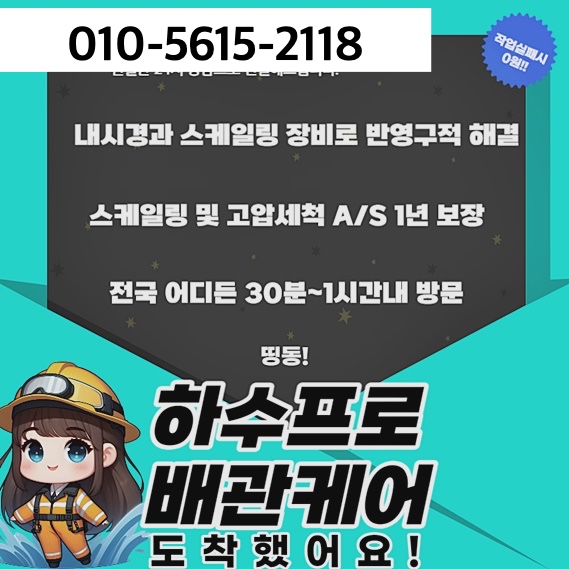 010-5615-2118
작업실패시
0원!!
내시경과 스케일링 장비로 반영구적 해결
스케일링 및 고압세척 A/S 1년 보장
전국 어디든 30분~1시간내 방문
띵동!
하수프로
배관케어
도착했어요!